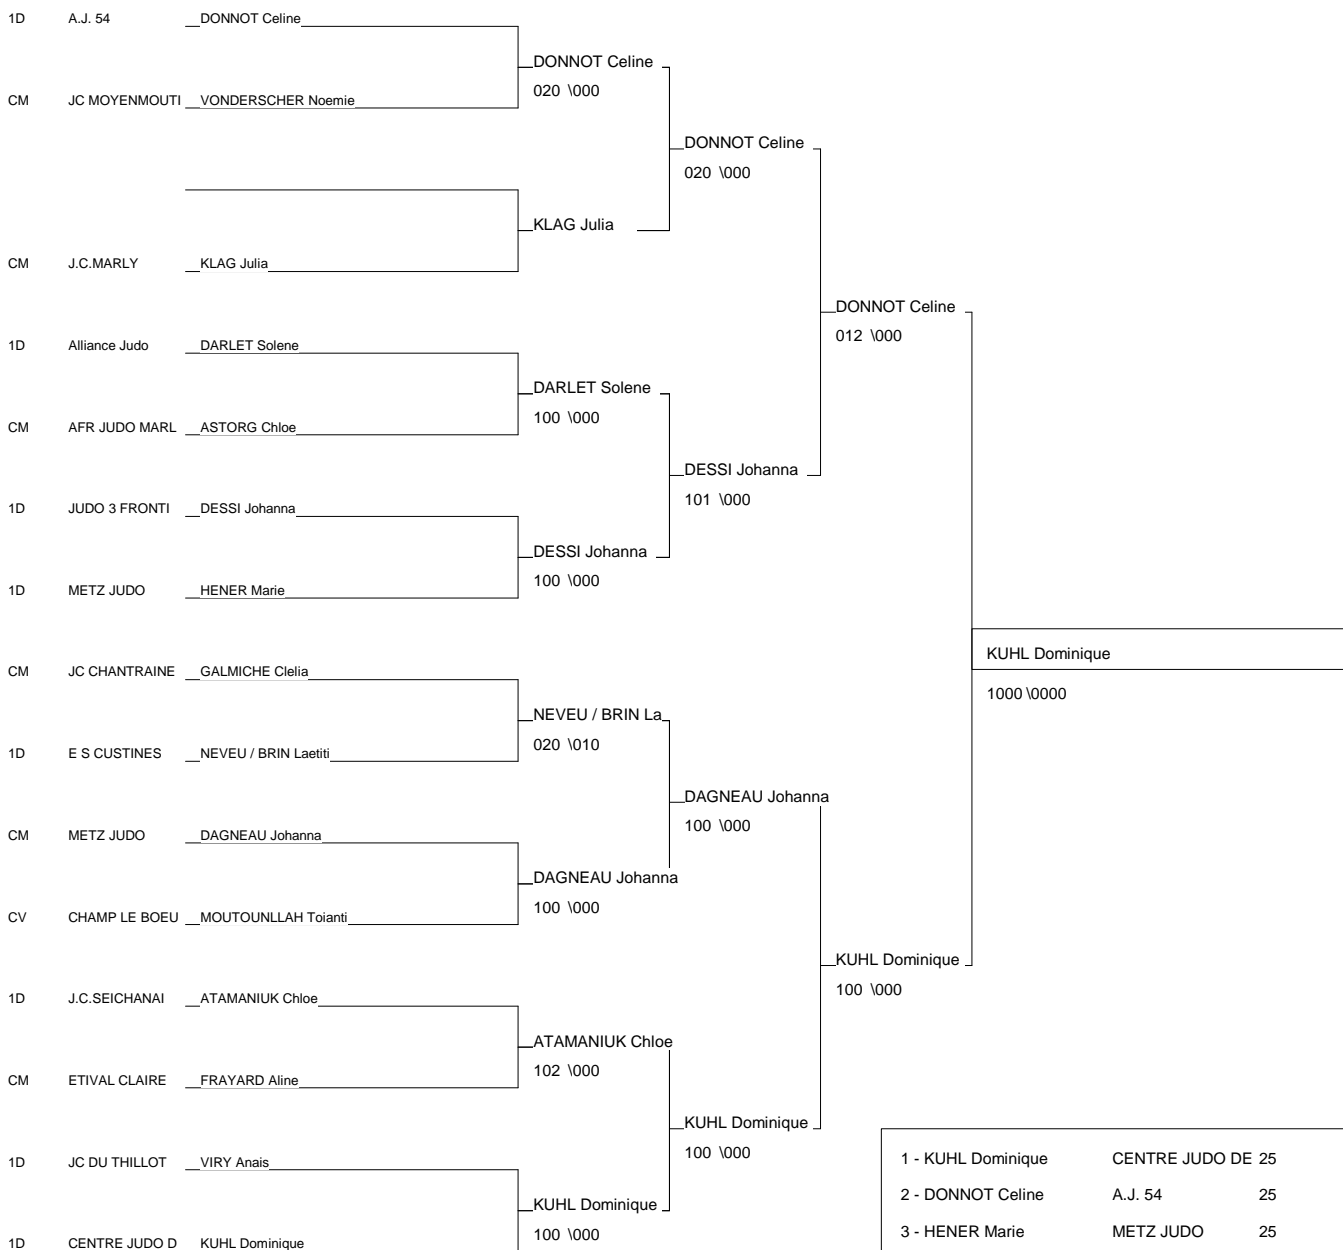 1D A.J. 54 DONNOT Celine
DONNOT Celine
020 \000
CM JC MOYENMOUTI VONDERSCHER Noemie
DONNOT Celine
020 \000
KLAG Julia
CM J.C.MARLY KLAG Julia
DONNOT Celine
012 \000
1D Alliance Judo DARLET Solene
DARLET Solene
100 \000
CM AFR JUDO MARL ASTORG Chloe
DESSI Johanna
101 \000
1D JUDO 3 FRONTI DESSI Johanna
DESSI Johanna
100 \000
1D METZ JUDO HENER Marie
KUHL Dominique
1000 \0000
CM JC CHANTRAINE GALMICHE Clelia
NEVEU / BRIN La
020 \010
1D E S CUSTINES NEVEU / BRIN Laetiti
DAGNEAU Johanna
100 \000
CM METZ JUDO DAGNEAU Johanna
DAGNEAU Johanna
100 \000
CV CHAMP LE BOEU MOUTOUNLLAH Toianti
KUHL Dominique
100 \000
1D J.C.SEICHANAI ATAMANIUK Chloe
ATAMANIUK Chloe
102 \000
CM ETIVAL CLAIRE FRAYARD Aline
KUHL Dominique
100 \000
1D JC DU THILLOT VIRY Anais
KUHL Dominique
100 \000
1D CENTRE JUDO D KUHL Dominique
1 - KUHL Dominique CENTRE JUDO DE 25
2 - DONNOT Celine A.J. 54 25
3 - HENER Marie METZ JUDO 25